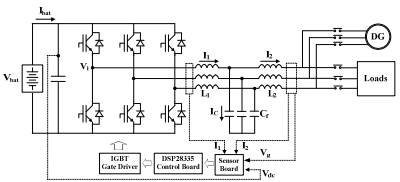 I_bat
V_bat
V_I
I_1
I_2
L_1
L_2
I_C
C_f
DG
Loads
I_1
I_2
V_g
V_dc
IGBT
Gate Driver
DSP28335
Control Board
Sensor
Board